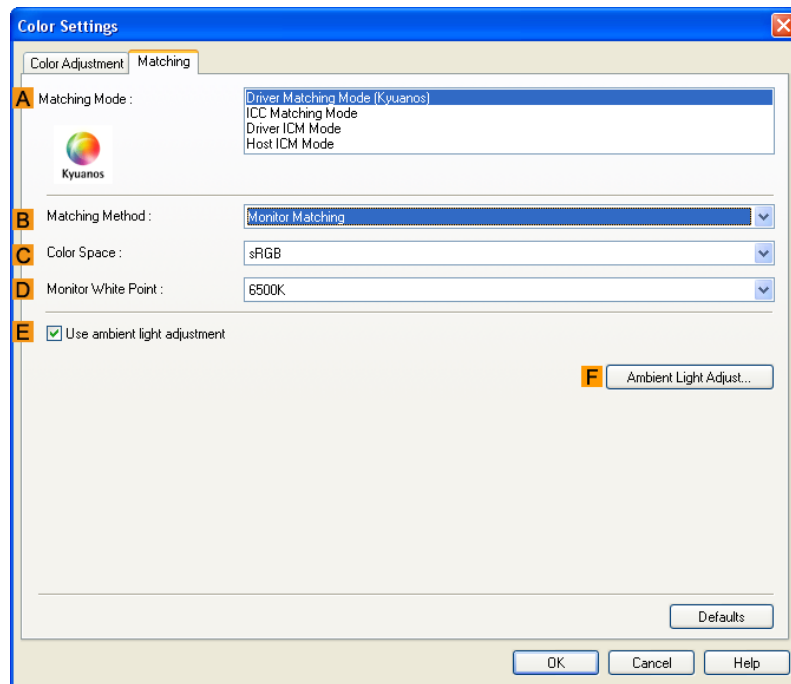 Color Settings
Color Adjustment Matching
A Matching Mode :
Driver Matching Mode (Kyuanos)
ICC Matching Mode
Driver ICM Mode
Host ICM Mode
Kyuanos
B Matching Method : Monitor Matching
C Color Space : sRGB
D Monitor White Point : 6500K
E Use ambient light adjustment
F Ambient Light Adjust...
Defaults
OK Cancel Help